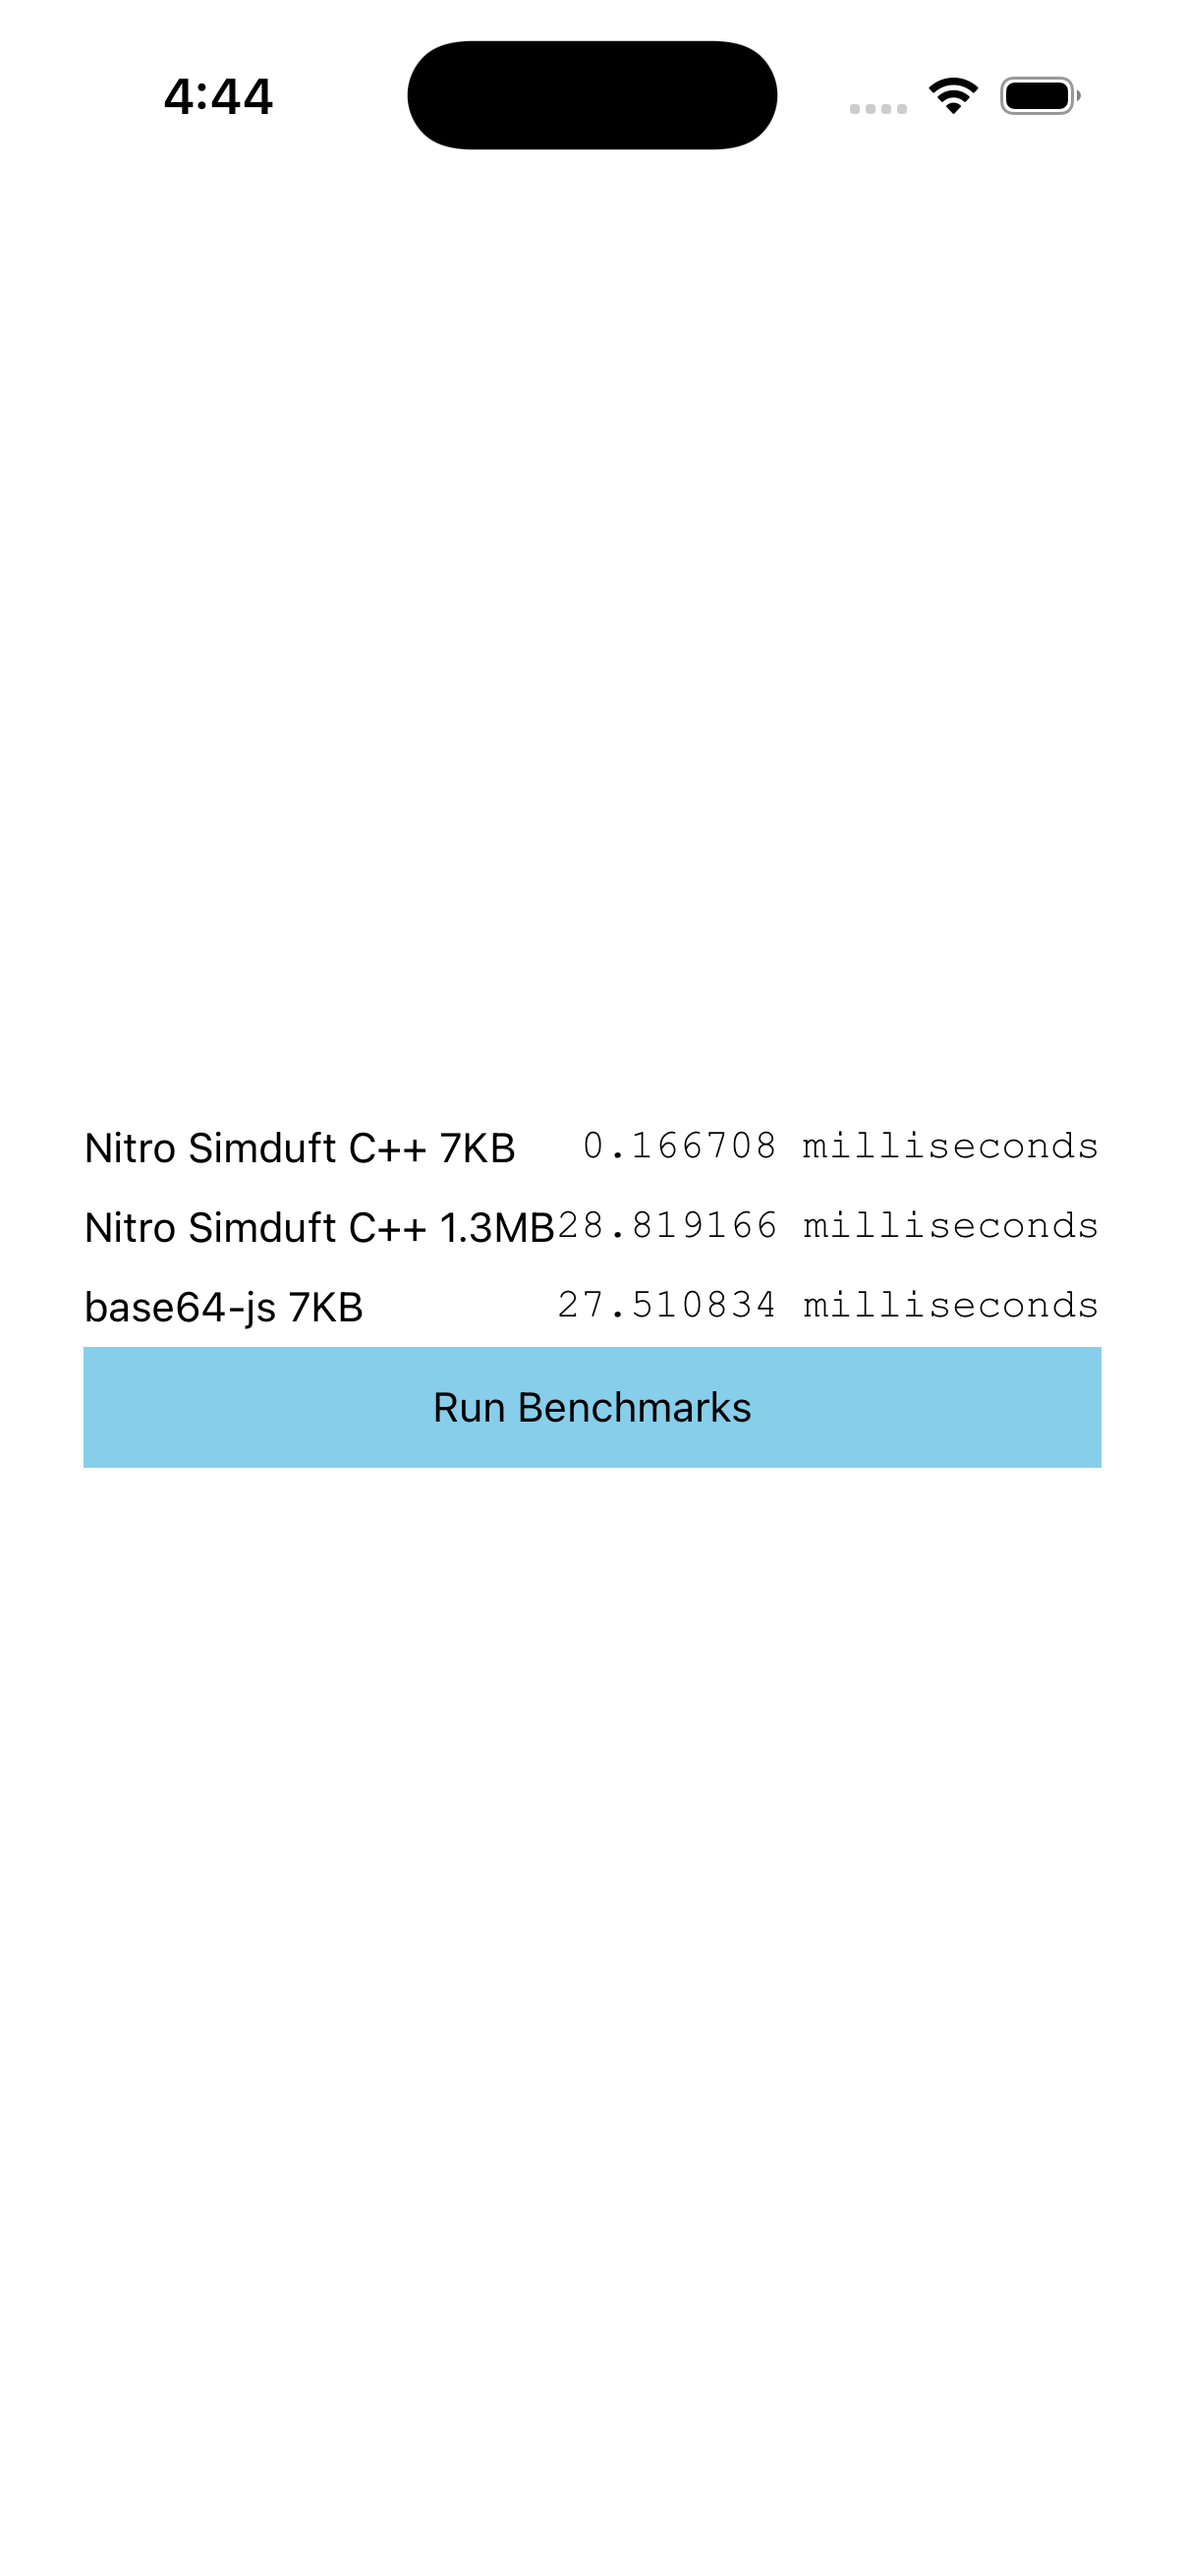 4:44
Nitro Simduft C++ 7KB 0.166708 milliseconds
Nitro Simduft C++ 1.3MB 28.819166 milliseconds
base64-js 7KB 27.510834 milliseconds
Run Benchmarks